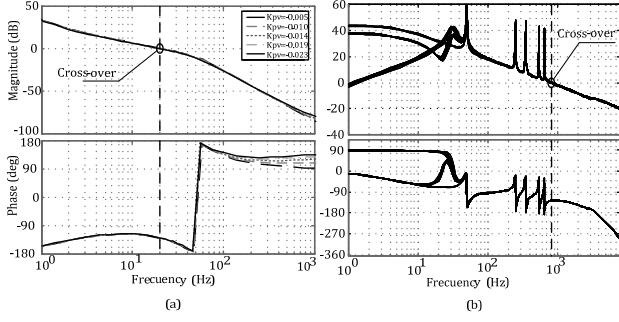 50
0
-50
-100
Magnitude (dB)
Cross-over
Kpv=-0.005
Kpv=-0.010
Kpv=-0.014
Kpv=-0.019
Kpv=-0.023
180
90
0
-90
-180
Phase (deg)
10^0
10^1
10^2
10^3
Frecuency (Hz)
(a)
60
40
20
0
-20
-40
Cross-over
90
0
-90
-180
-270
-360
10^0
10^1
10^2
10^3
Frecuency (Hz)
(b)